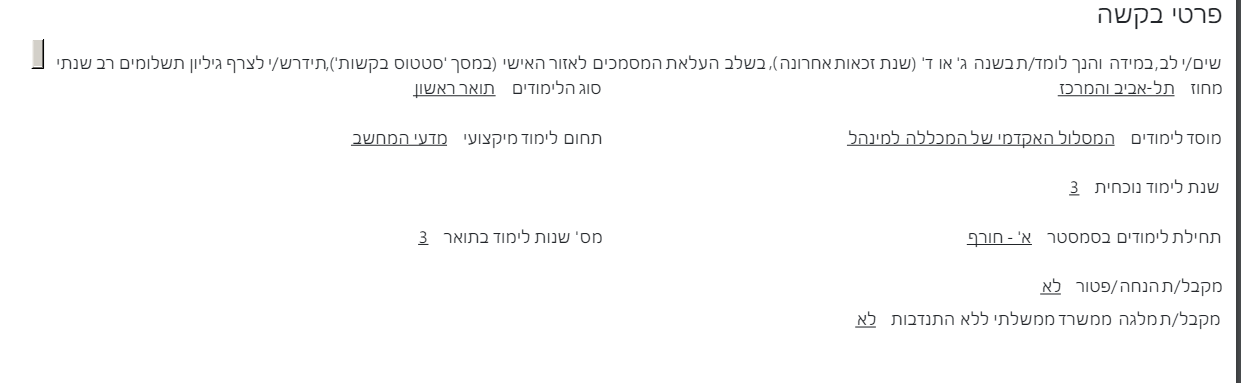 פרטי בקשה
שים/י לב,במידה והנך לומד/ת בשנה ג' או ד' (שנת זכאות אחרונה), בשלב העלאת המסמכים לאזור האישי (במסך 'סטטוס בקשות'),תידרש/י לצרף גיליון תשלומים רב שנתי
מחוז תל-אביב והמרכז סוג הלימודים תואר ראשון
מוסד לימודים המסלול האקדמי של המכללה למינהל תחום לימוד מיקצועי מדעי המחשב
שנת לימוד נוכחית 3
תחילת לימודים בסמסטר א' - חורף מס' שנות לימוד בתואר 3
מקבל/ת הנחה/פטור לא
מקבל/ת מלגה ממשרד ממשלתי ללא התנדבות לא